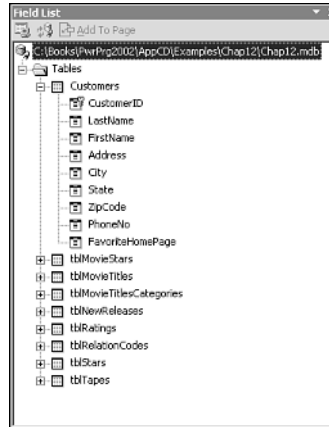 Field List
Add To Page
C:\Books\PwrPrg2002\AppCD\Examples\Chap12\Chap12.mdb
Tables
Customers
CustomerID
LastName
FirstName
Address
City
State
ZipCode
PhoneNo
FavoriteHomePage
tblMovieStars
tblMovieTitles
tblMovieTitlesCategories
tblNewReleases
tblRatings
tblRelationCodes
tblStars
tblTapes